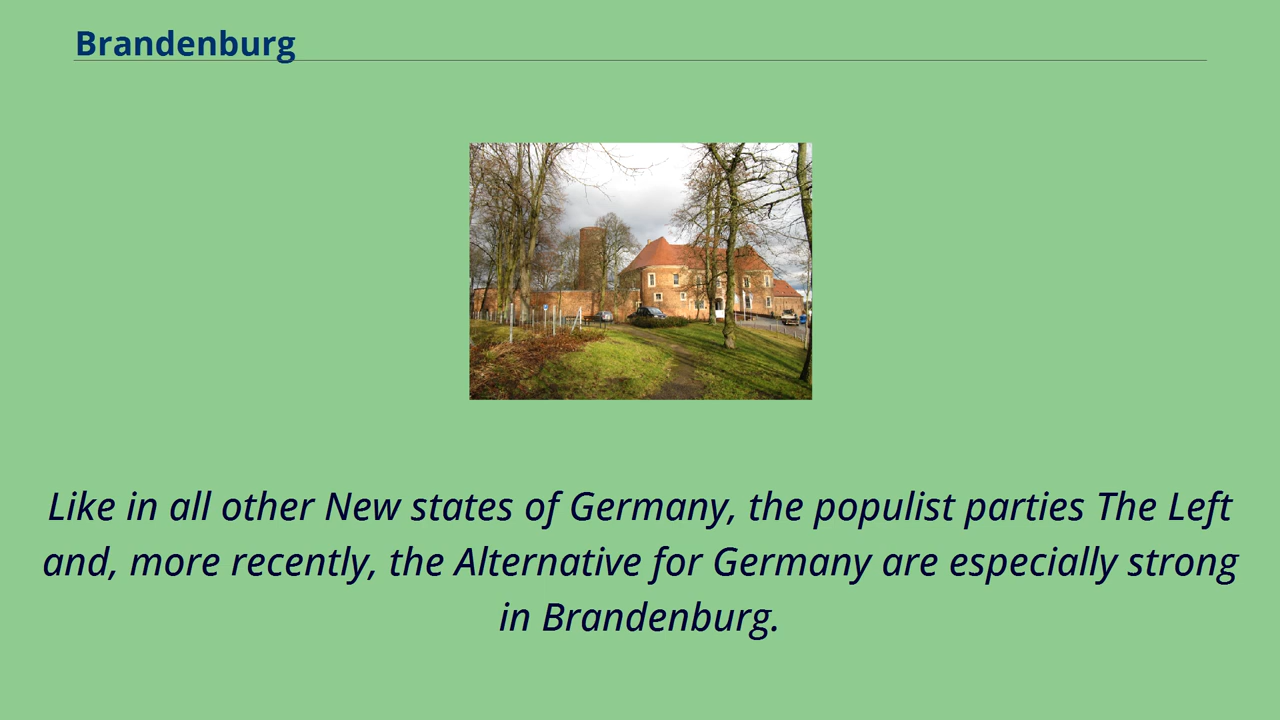 Brandenburg
Like in all other New states of Germany, the populist parties The Left
and, more recently, the Alternative for Germany are especially strong
in Brandenburg.